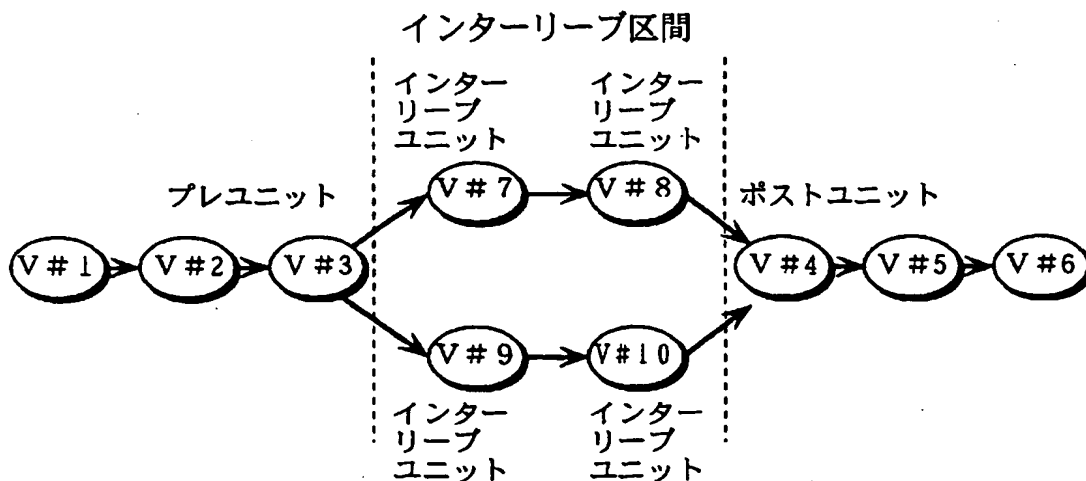 インターリーブ区間
インター
リーブ
ユニット
インター
リーブ
ユニット
V#7
V#8
プレユニット
ポストユニット
V#1
V#2
V#3
V#4
V#5
V#6
V#9
V#10
インター
リーブ
ユニット
インター
リーブ
ユニット